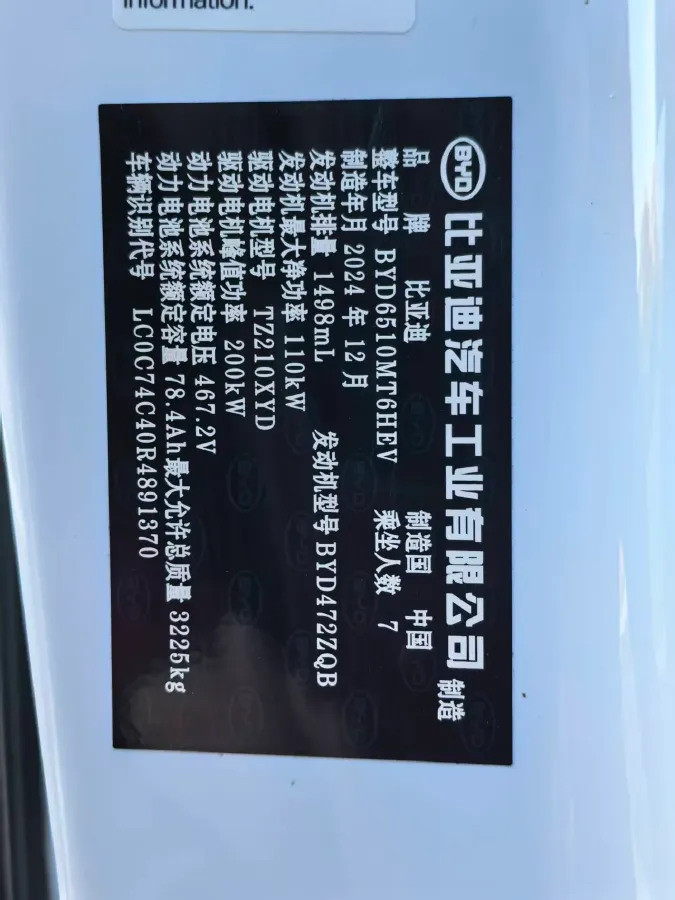 information.
BYD 比亚迪汽车工业有限公司 制造
品 牌 比亚迪 制造国 中国
整车型号 BYD6510MT6HEV 乘坐人数 7
制造年月 2024 年 12 月
发动机排量 1498mL 发动机型号 BYD472ZQB
发动机最大净功率 110kW
驱动电机型号 TZ210XYD
驱动电机峰值功率 200kW
动力电池系统额定电压 467.2V
动力电池系统额定容量 78.4Ah 最大允许总质量 3225kg
车辆识别代号 LC0C74C40R4891370